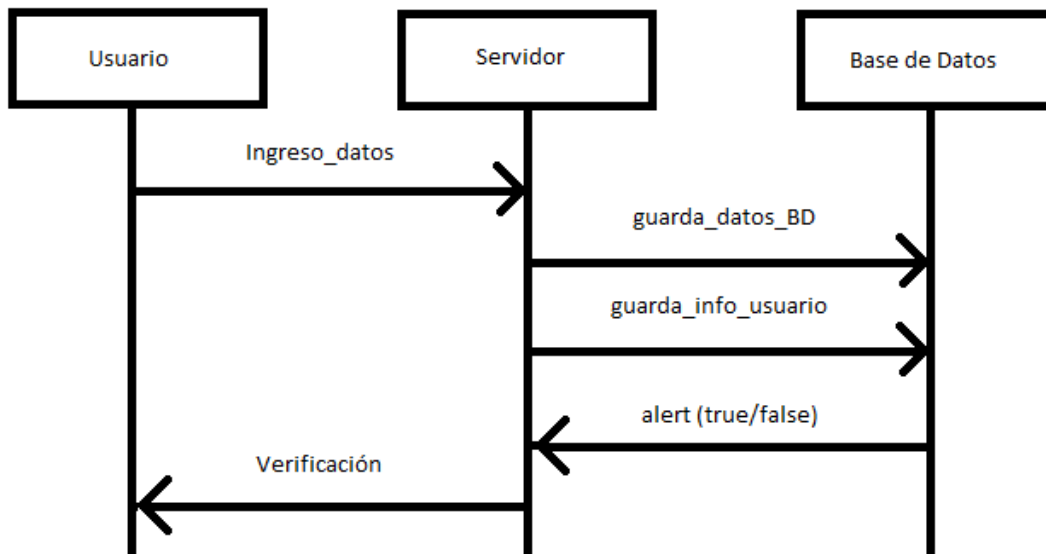 Usuario
Servidor
Base de Datos
Ingreso_datos
guarda_datos_BD
guarda_info_usuario
alert (true/false)
Verificación